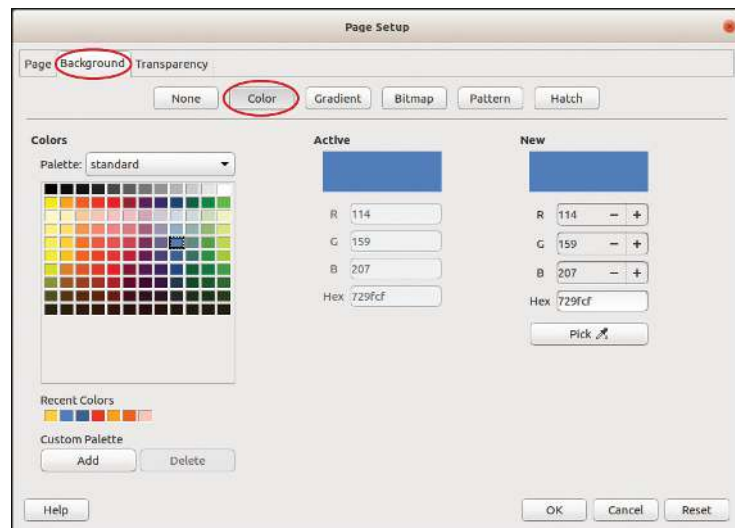 Page Setup
Page Background Transparency
None Color Gradient Bitmap Pattern Hatch
Colors
Palette: standard
Recent Colors
Custom Palette
Add Delete
Active
R 114
G 159
B 207
Hex 729fcf
New
R 114 − +
G 159 − +
B 207 − +
Hex 729fcf
Pick
Help OK Cancel Reset